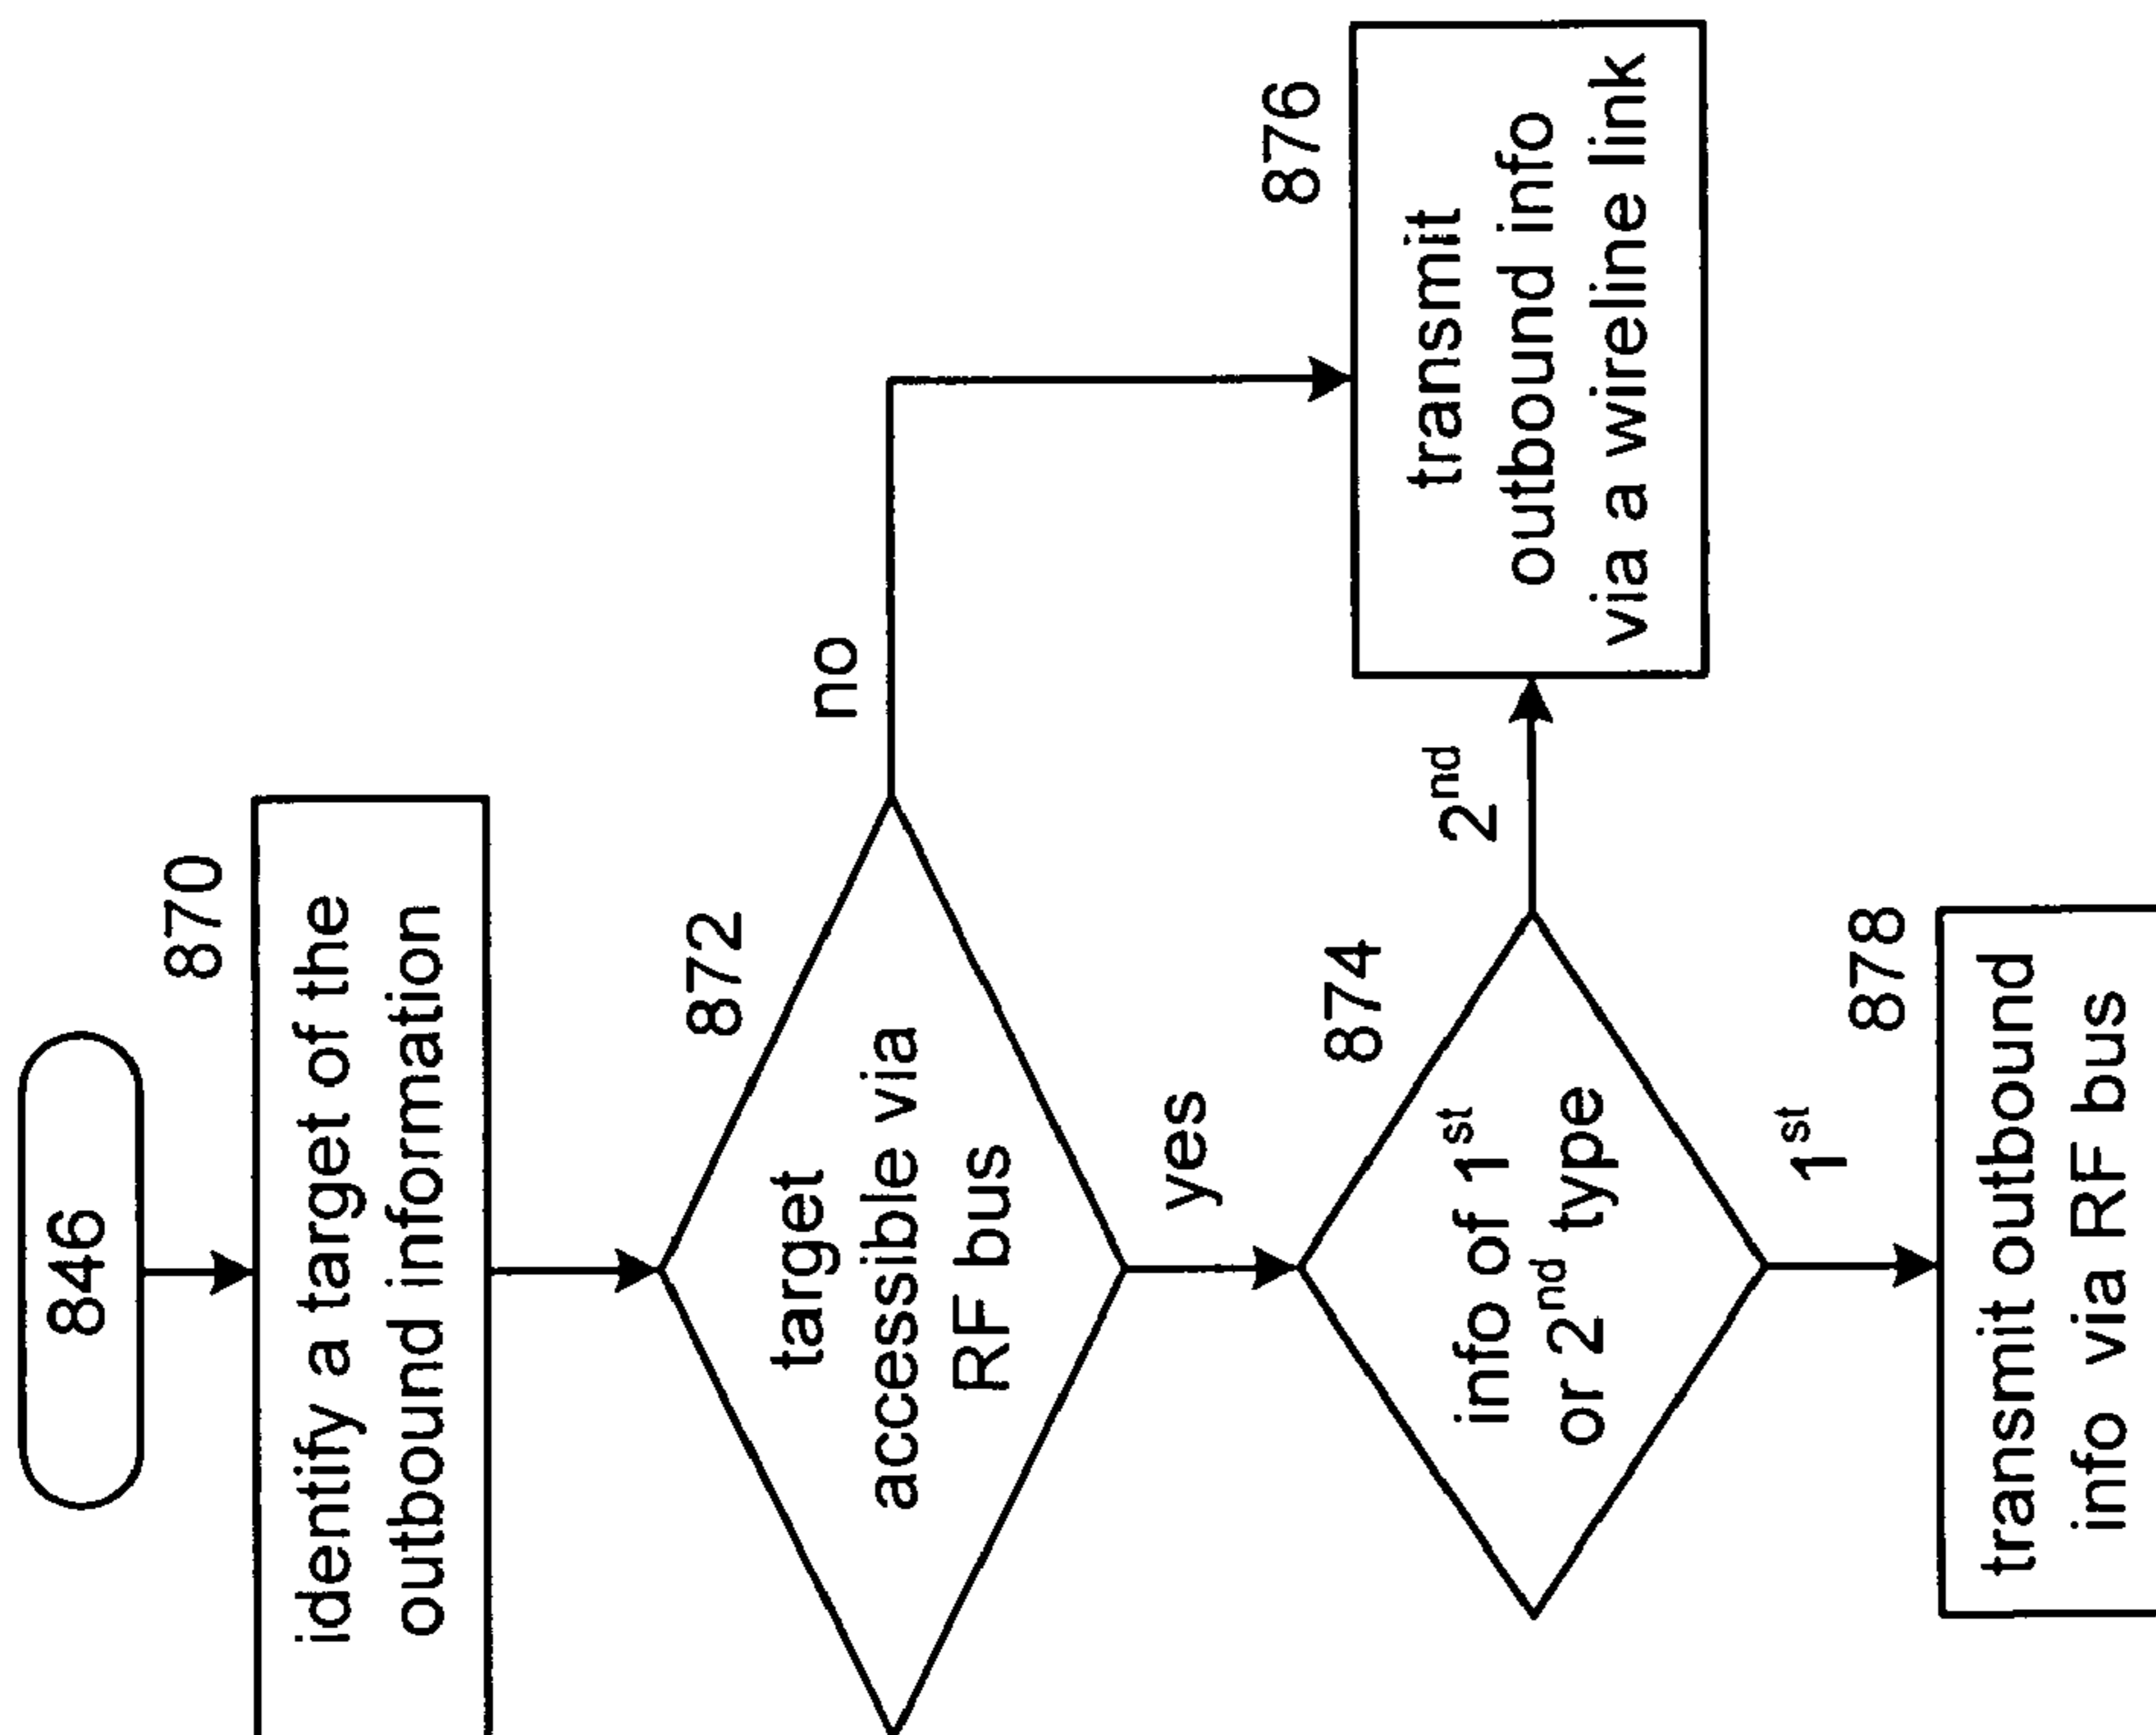 846
870
identify a target of the
outbound information
872
target
accessible via
RF bus
no
yes
874
info of 1st
or 2nd type
2nd
876
transmit
outbound info
via a wireline link
1st
878
transmit outbound
info via RF bus